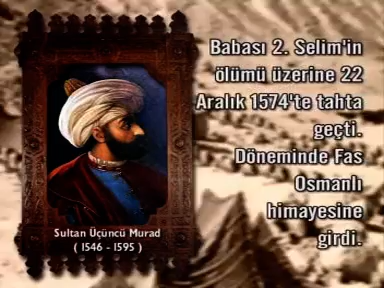 Babası 2. Selim'in
ölümü üzerine 22
Aralık 1574'te tahta
geçti.
Döneminde Fas
Osmanlı
himayesine
girdi.
Sultan Üçüncü Murad
( 1546 - 1595 )